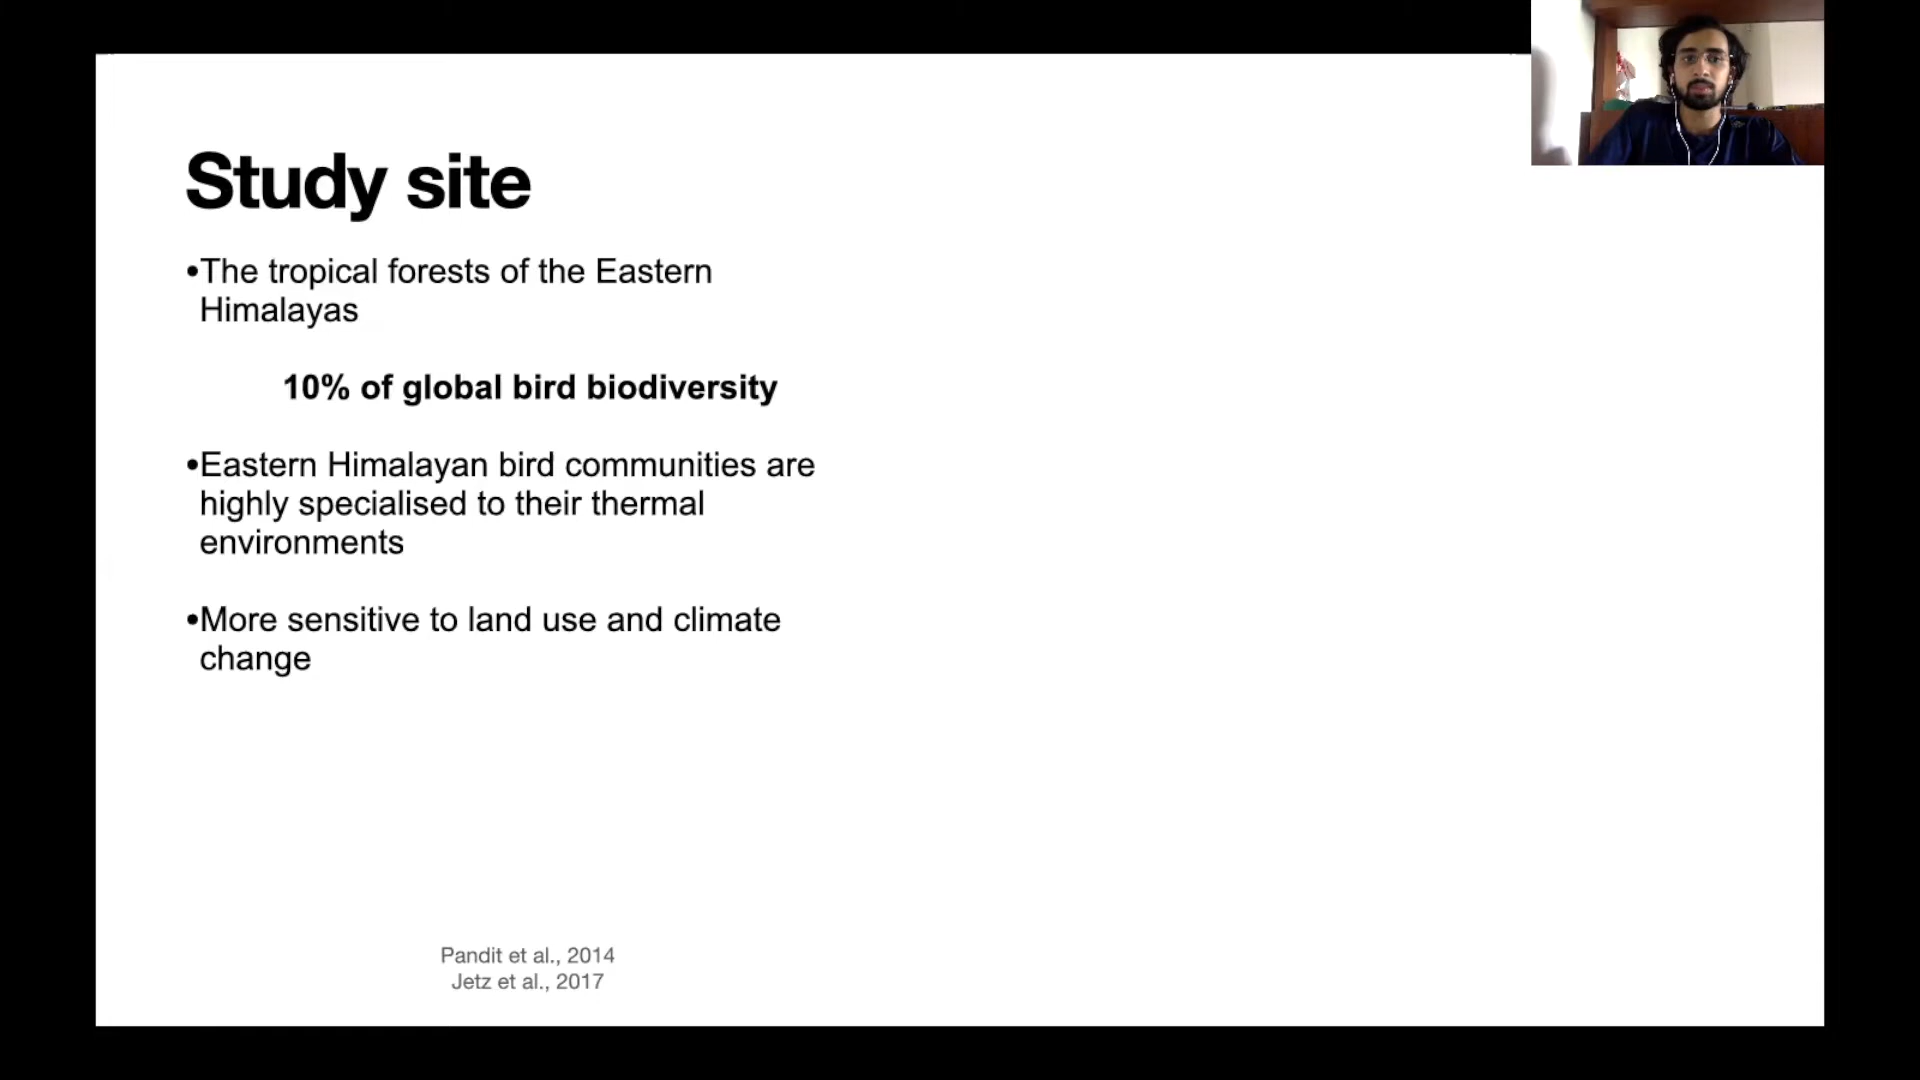 Study site
•The tropical forests of the Eastern
Himalayas
10% of global bird biodiversity
•Eastern Himalayan bird communities are
highly specialised to their thermal
environments
•More sensitive to land use and climate
change
Pandit et al., 2014
Jetz et al., 2017